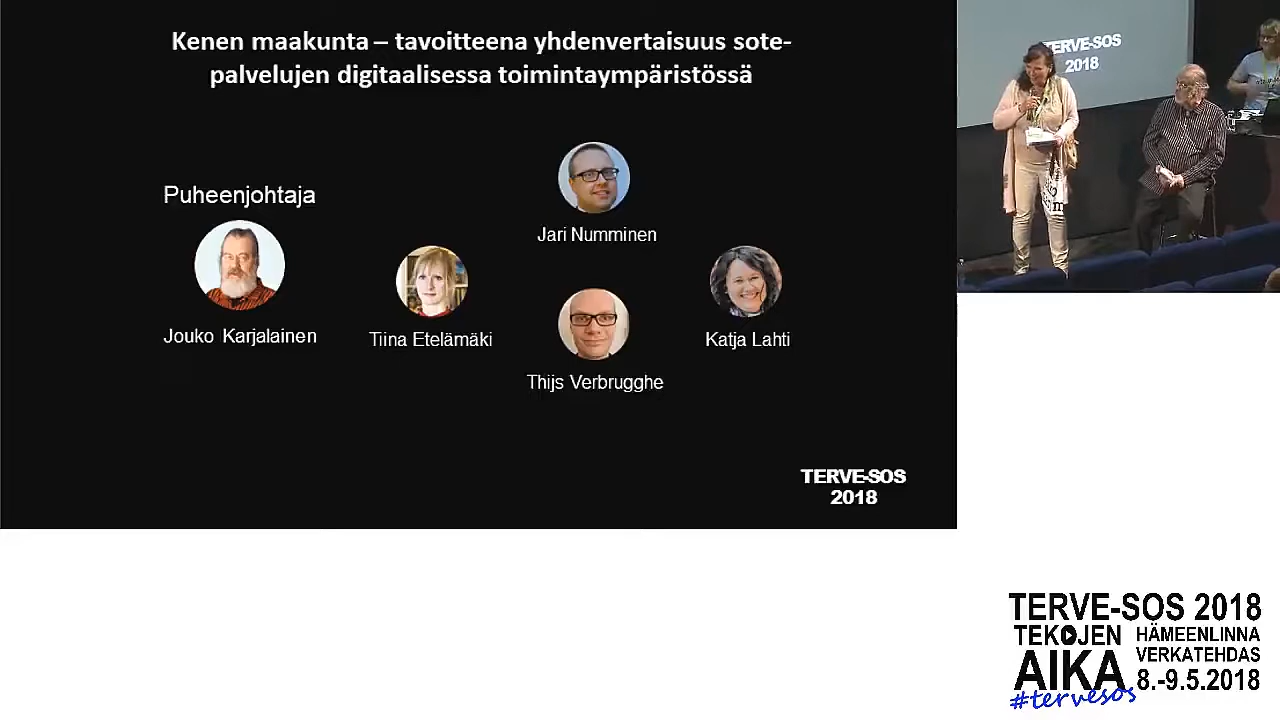 Kenen maakunta – tavoitteena yhdenvertaisuus sote-
palvelujen digitaalisessa toimintaympäristössä
Puheenjohtaja
Jouko Karjalainen
Tiina Etelämäki
Jari Numminen
Thijs Verbrugghe
Katja Lahti
TERVE-SOS
2018
TERVE-SOS
2018
TERVE-SOS 2018
TEKOJEN
AIKA
HÄMEENLINNA
VERKATEHDAS
8.-9.5.2018
#tervesos